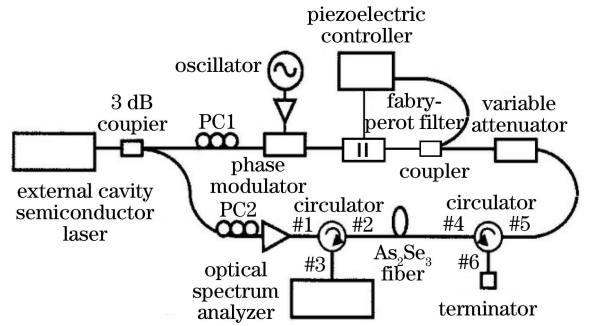 piezoelectric
controller
oscillator
3 dB
coupier
PC1
fabry-
perot filter
variable
attenuator
phase
modulator
coupler
external cavity
semiconductor
laser
PC2
circulator
#1
#2
#3
As2Se3
fiber
circulator
#4
#5
#6
optical
spectrum
analyzer
terminator